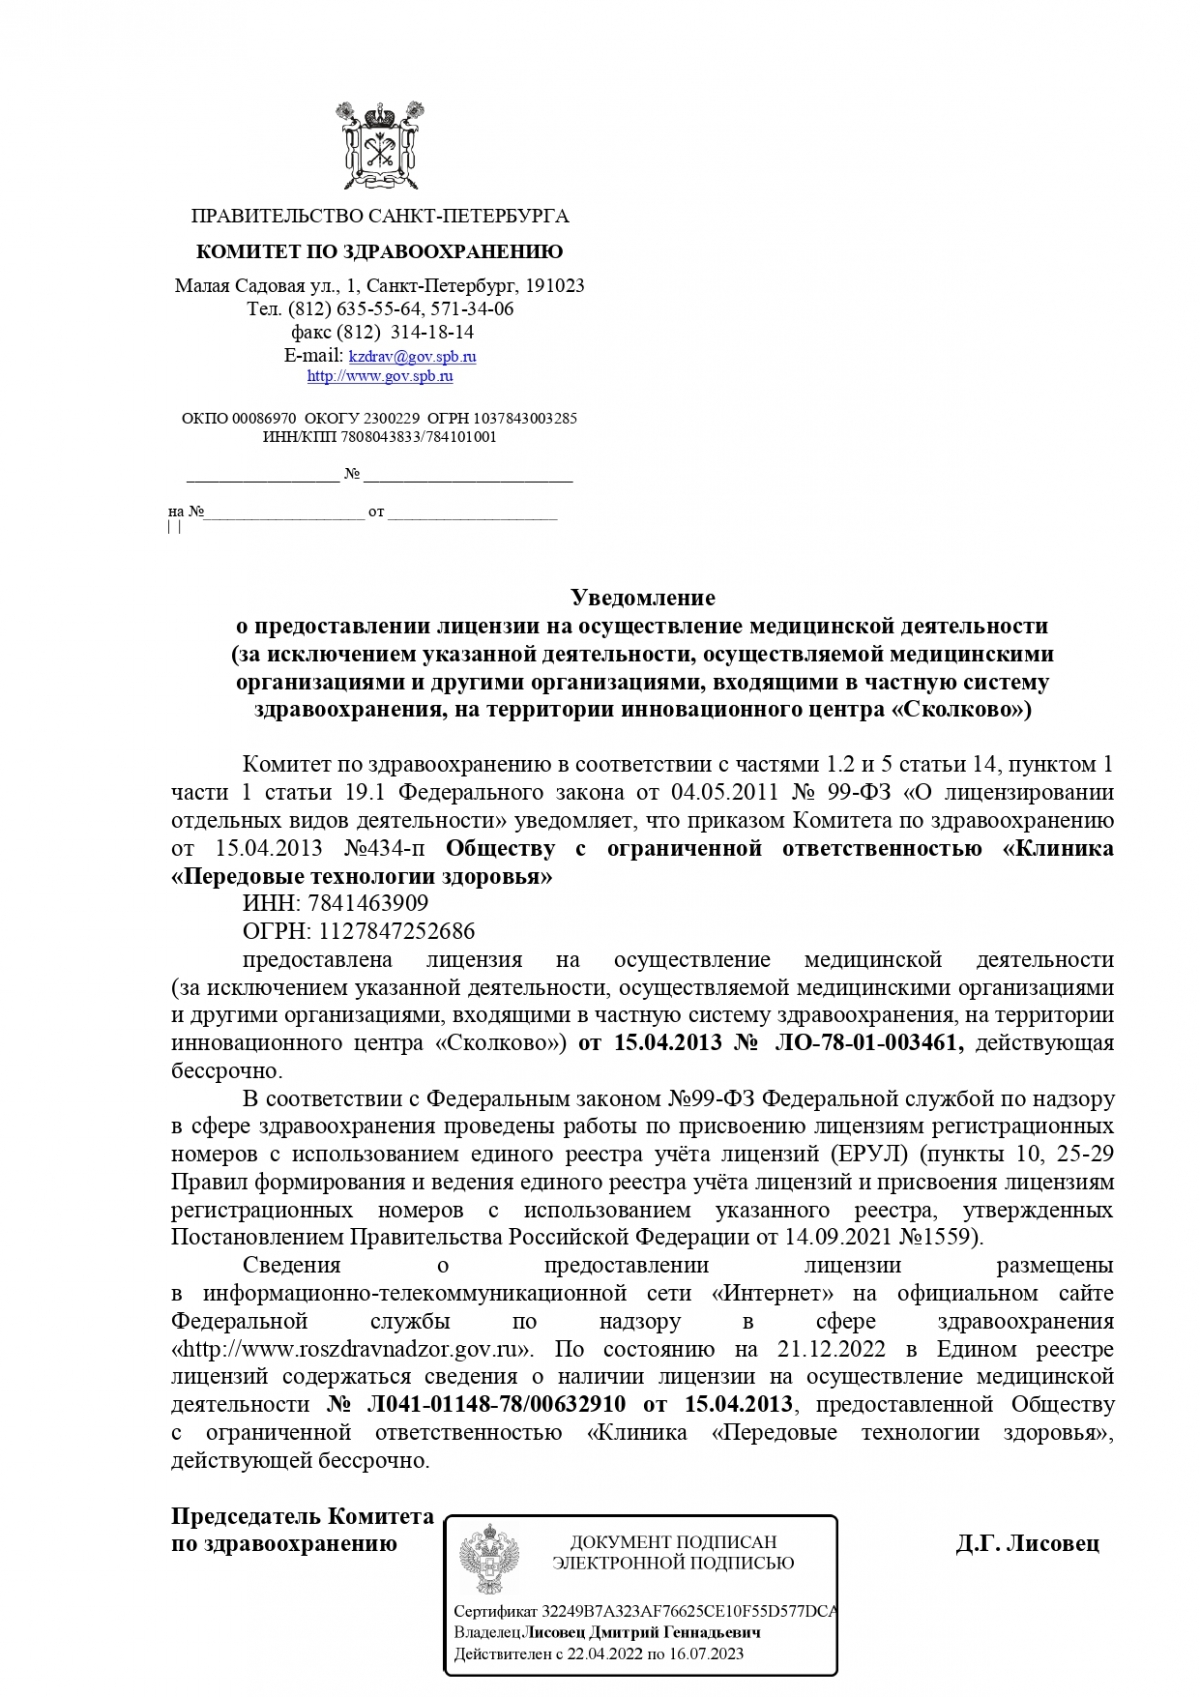 ПРАВИТЕЛЬСТВО САНКТ-ПЕТЕРБУРГА
КОМИТЕТ ПО ЗДРАВООХРАНЕНИЮ
Малая Садовая ул., 1, Санкт-Петербург, 191023
Тел. (812) 635-55-64, 571-34-06
факс (812) 314-18-14
E-mail: kzdrav@gov.spb.ru
http://www.gov.spb.ru
ОКПО 00086970 ОКОГУ 2300229 ОГРН 1037843003285
ИНН/КПП 7808043833/784101001
__________________ № _________________________
на №____________________ от _____________________
Уведомление
о предоставлении лицензии на осуществление медицинской деятельности
(за исключением указанной деятельности, осуществляемой медицинскими
организациями и другими организациями, входящими в частную систему
здравоохранения, на территории инновационного центра «Сколково»)
Комитет по здравоохранению в соответствии с частями 1.2 и 5 статьи 14, пунктом 1
части 1 статьи 19.1 Федерального закона от 04.05.2011 № 99-ФЗ «О лицензировании
отдельных видов деятельности» уведомляет, что приказом Комитета по здравоохранению
от 15.04.2013 №434-п Обществу с ограниченной ответственностью «Клиника
«Передовые технологии здоровья»
ИНН: 7841463909
ОГРН: 1127847252686
предоставлена лицензия на осуществление медицинской деятельности
(за исключением указанной деятельности, осуществляемой медицинскими организациями
и другими организациями, входящими в частную систему здравоохранения, на территории
инновационного центра «Сколково») от 15.04.2013 № ЛО-78-01-003461, действующая
бессрочно.
В соответствии с Федеральным законом №99-ФЗ Федеральной службой по надзору
в сфере здравоохранения проведены работы по присвоению лицензиям регистрационных
номеров с использованием единого реестра учёта лицензий (ЕРУЛ) (пункты 10, 25-29
Правил формирования и ведения единого реестра учёта лицензий и присвоения лицензиям
регистрационных номеров с использованием указанного реестра, утвержденных
Постановлением Правительства Российской Федерации от 14.09.2021 №1559).
Сведения о предоставлении лицензии размещены
в информационно-телекоммуникационной сети «Интернет» на официальном сайте
Федеральной службы по надзору в сфере здравоохранения
«http://www.roszdravnadzor.gov.ru». По состоянию на 21.12.2022 в Едином реестре
лицензий содержаться сведения о наличии лицензии на осуществление медицинской
деятельности № Л041-01148-78/00632910 от 15.04.2013, предоставленной Обществу
с ограниченной ответственностью «Клиника «Передовые технологии здоровья»,
действующей бессрочно.
Председатель Комитета
по здравоохранению
Д.Г. Лисовец
ДОКУМЕНТ ПОДПИСАН
ЭЛЕКТРОННОЙ ПОДПИСЬЮ
Сертификат 32249B7A323AF76625CE10F55D577DCA
Владелец Лисовец Дмитрий Геннадьевич
Действителен с 22.04.2022 по 16.07.2023